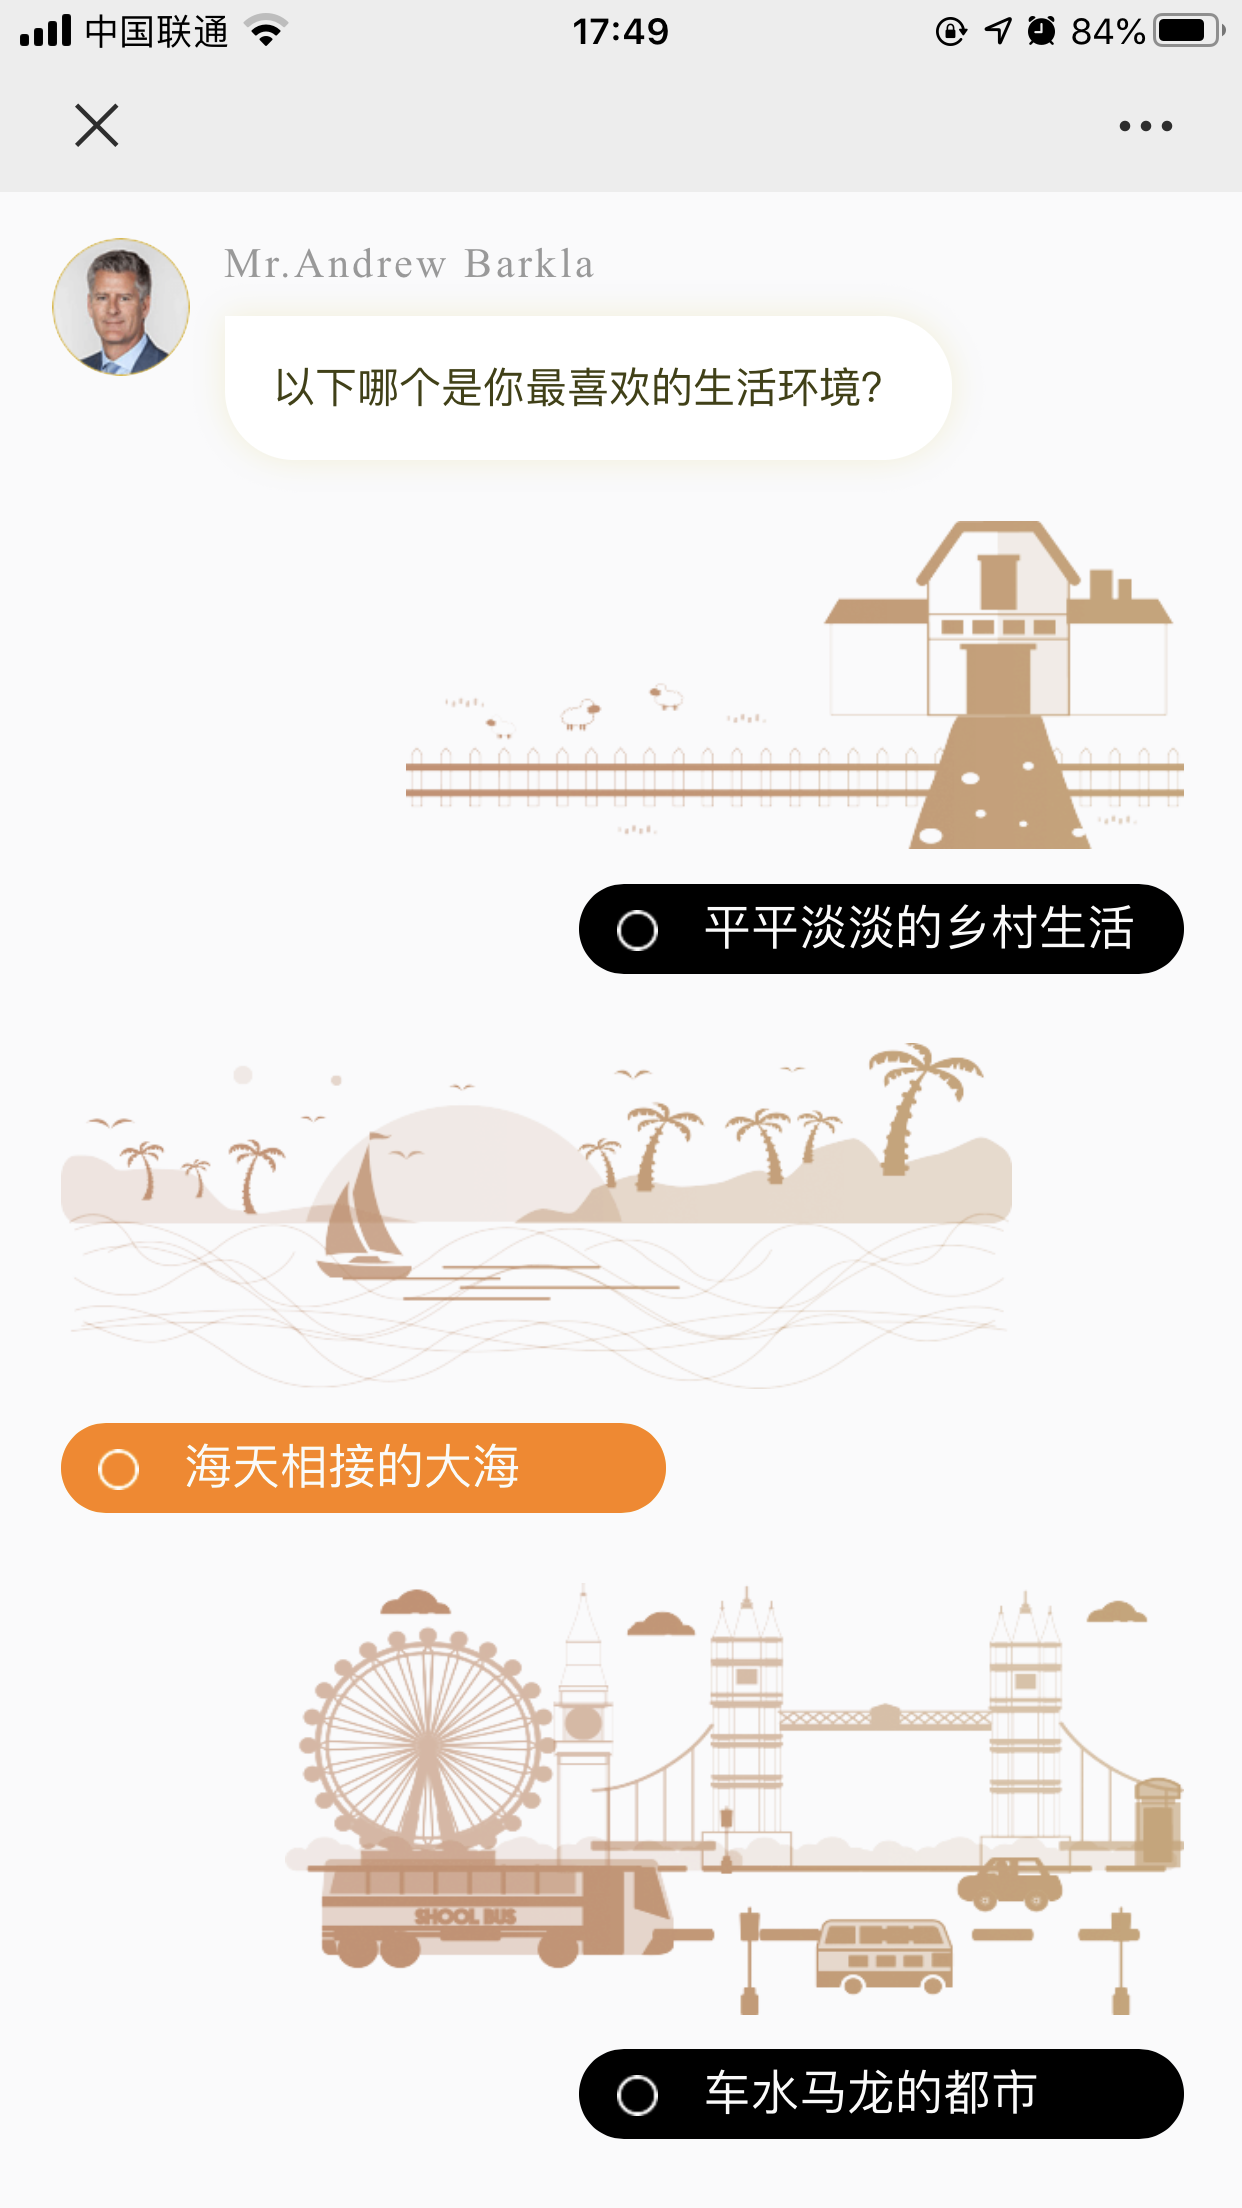 中国联通
17:49
84%
Mr.Andrew Barkla
以下哪个是你最喜欢的生活环境?
平平淡淡的乡村生活
海天相接的大海
SHOOL BUS
车水马龙的都市